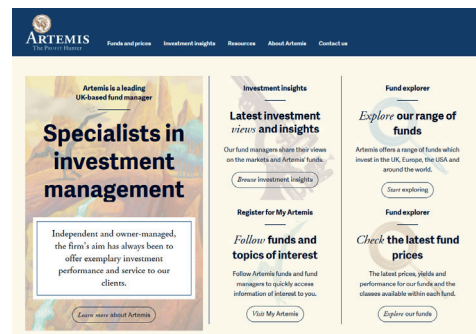 ARTEMIS
The PROFIT Hunter
Funds and prices Investment insights Resources About Artemis Contact us
Artemis is a leading
UK-based fund manager
Specialists in
investment
management
Independent and owner-managed,
the firm's aim has always been to
offer exemplary investment
performance and service to our
clients.
Learn more about Artemis
Investment insights
Latest investment
views and insights
Our fund managers share their views
on the markets and Artemis' funds.
Browse investment insights
Register for My Artemis
Follow funds and
topics of interest
Follow Artemis funds and fund
managers to quickly access
information of interest to you.
Visit My Artemis
Fund explorer
Explore our range of
funds
Artemis offers a range of funds which
invest in the UK, Europe, the USA and
around the world.
Start exploring
Fund explorer
Check the latest fund
prices
The latest prices, yields and
performance for our funds and the
classes available within each fund.
Explore our funds